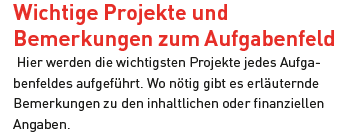 Wichtige Projekte und
Bemerkungen zum Aufgabenfeld
Hier werden die wichtigsten Projekte jedes Aufga-
benfeldes aufgeführt. Wo nötig gibt es erläuternde
Bemerkungen zu den inhaltlichen oder finanziellen
Angaben.